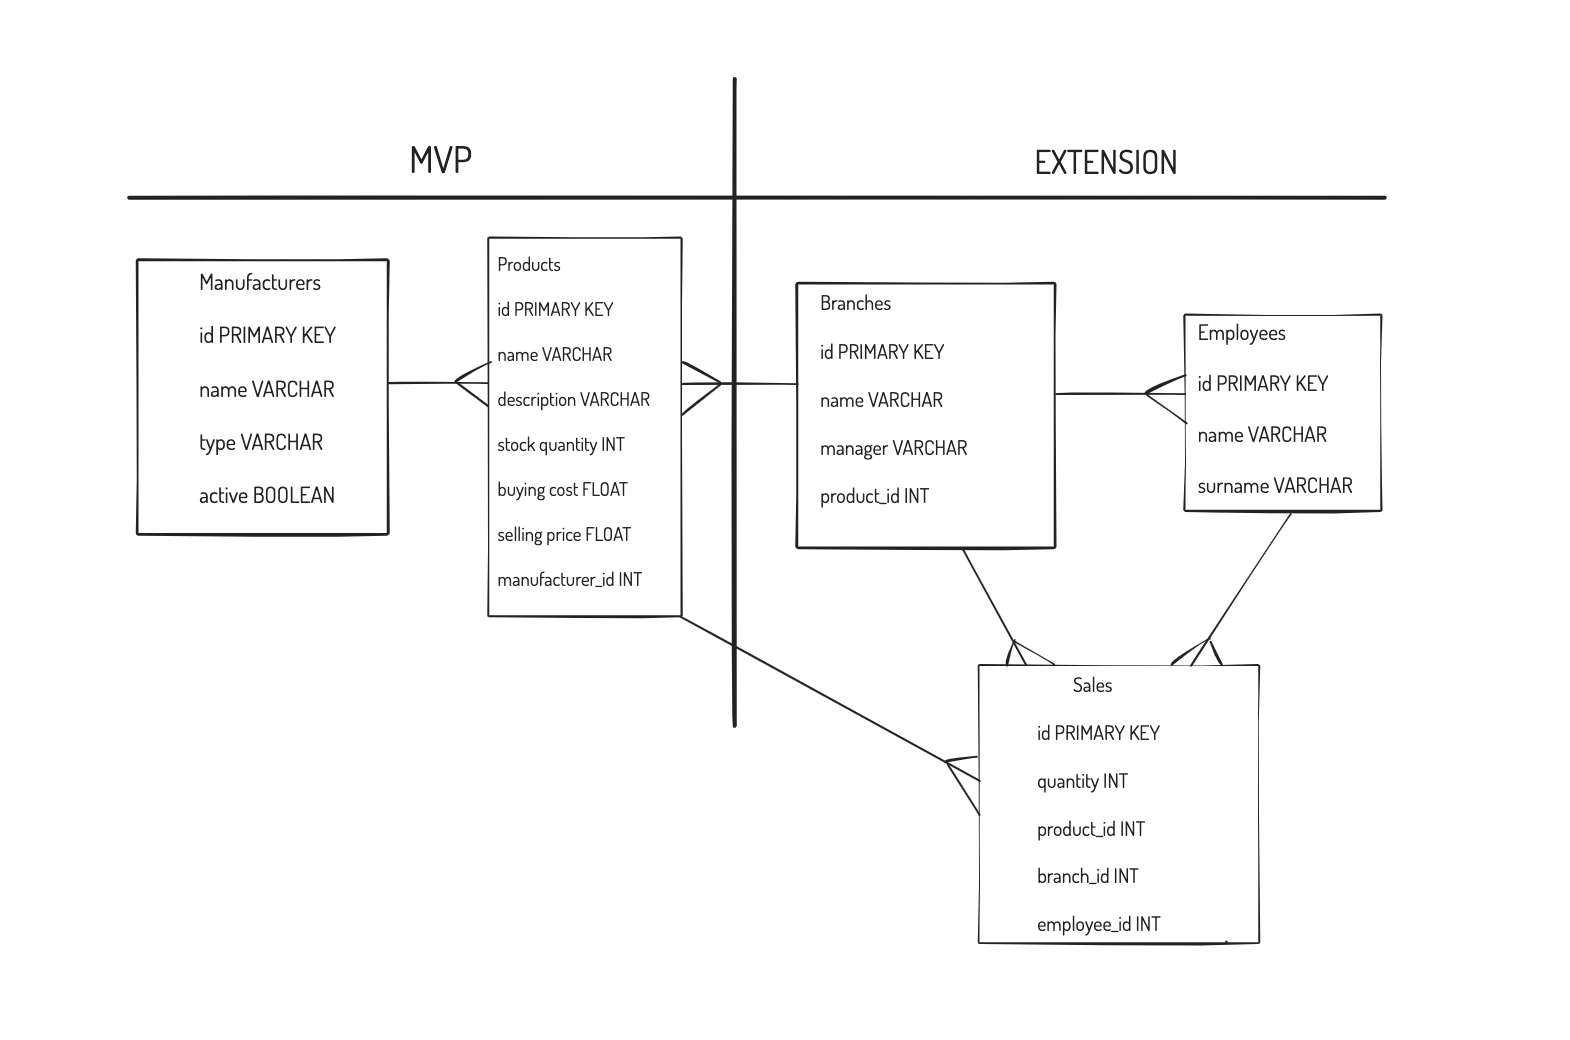 MVP
EXTENSION
Manufacturers
id PRIMARY KEY
name VARCHAR
type VARCHAR
active BOOLEAN
Products
id PRIMARY KEY
name VARCHAR
description VARCHAR
stock quantity INT
buying cost FLOAT
selling price FLOAT
manufacturer_id INT
Branches
id PRIMARY KEY
name VARCHAR
manager VARCHAR
product_id INT
Employees
id PRIMARY KEY
name VARCHAR
surname VARCHAR
Sales
id PRIMARY KEY
quantity INT
product_id INT
branch_id INT
employee_id INT